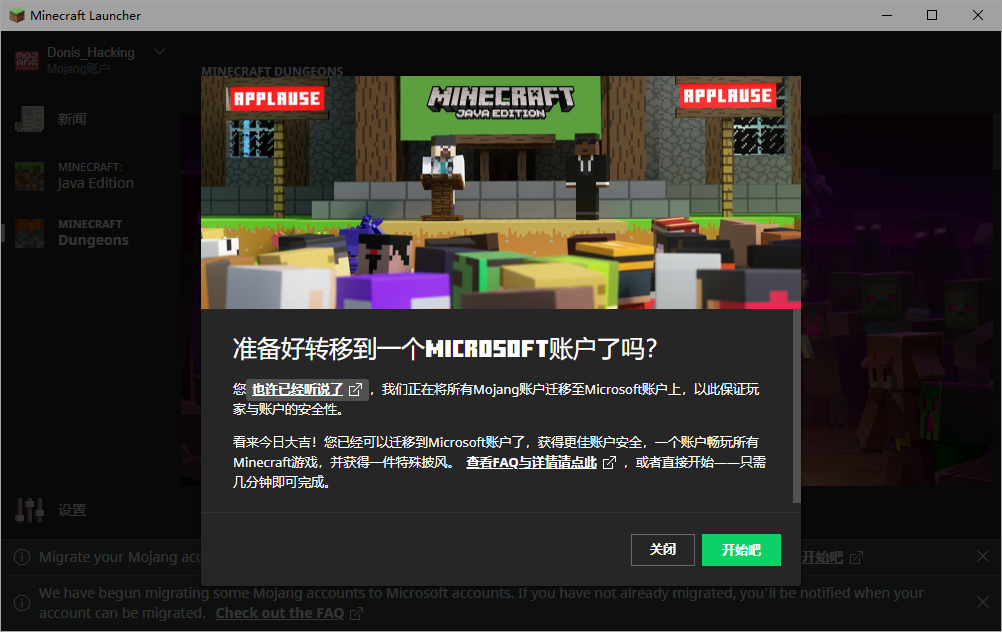 Minecraft Launcher
Donis_Hacking
Mojang账户
MINECRAFT DUNGEONS
新闻
MINECRAFT:
Java Edition
MINECRAFT
Dungeons
设置
APPLAUSE
MINECRAFT
JAVA EDITION
APPLAUSE
准备好转移到一个MICROSOFT账户了吗？
您 也许已经听说了 ，我们正在将所有Mojang账户迁移至Microsoft账户上，以此保证玩
家与账户的安全性。
看来今日大吉！您已经可以迁移到Microsoft账户了，获得更佳账户安全，一个账户畅玩所有
Minecraft游戏，并获得一件特殊披风。 查看FAQ与详情请点此 ，或者直接开始——只需
几分钟即可完成。
关闭
开始吧
Migrate your Mojang acc 开始吧
We have begun migrating some Mojang accounts to Microsoft accounts. If you have not already migrated, you'll be notified when your
account can be migrated. Check out the FAQ